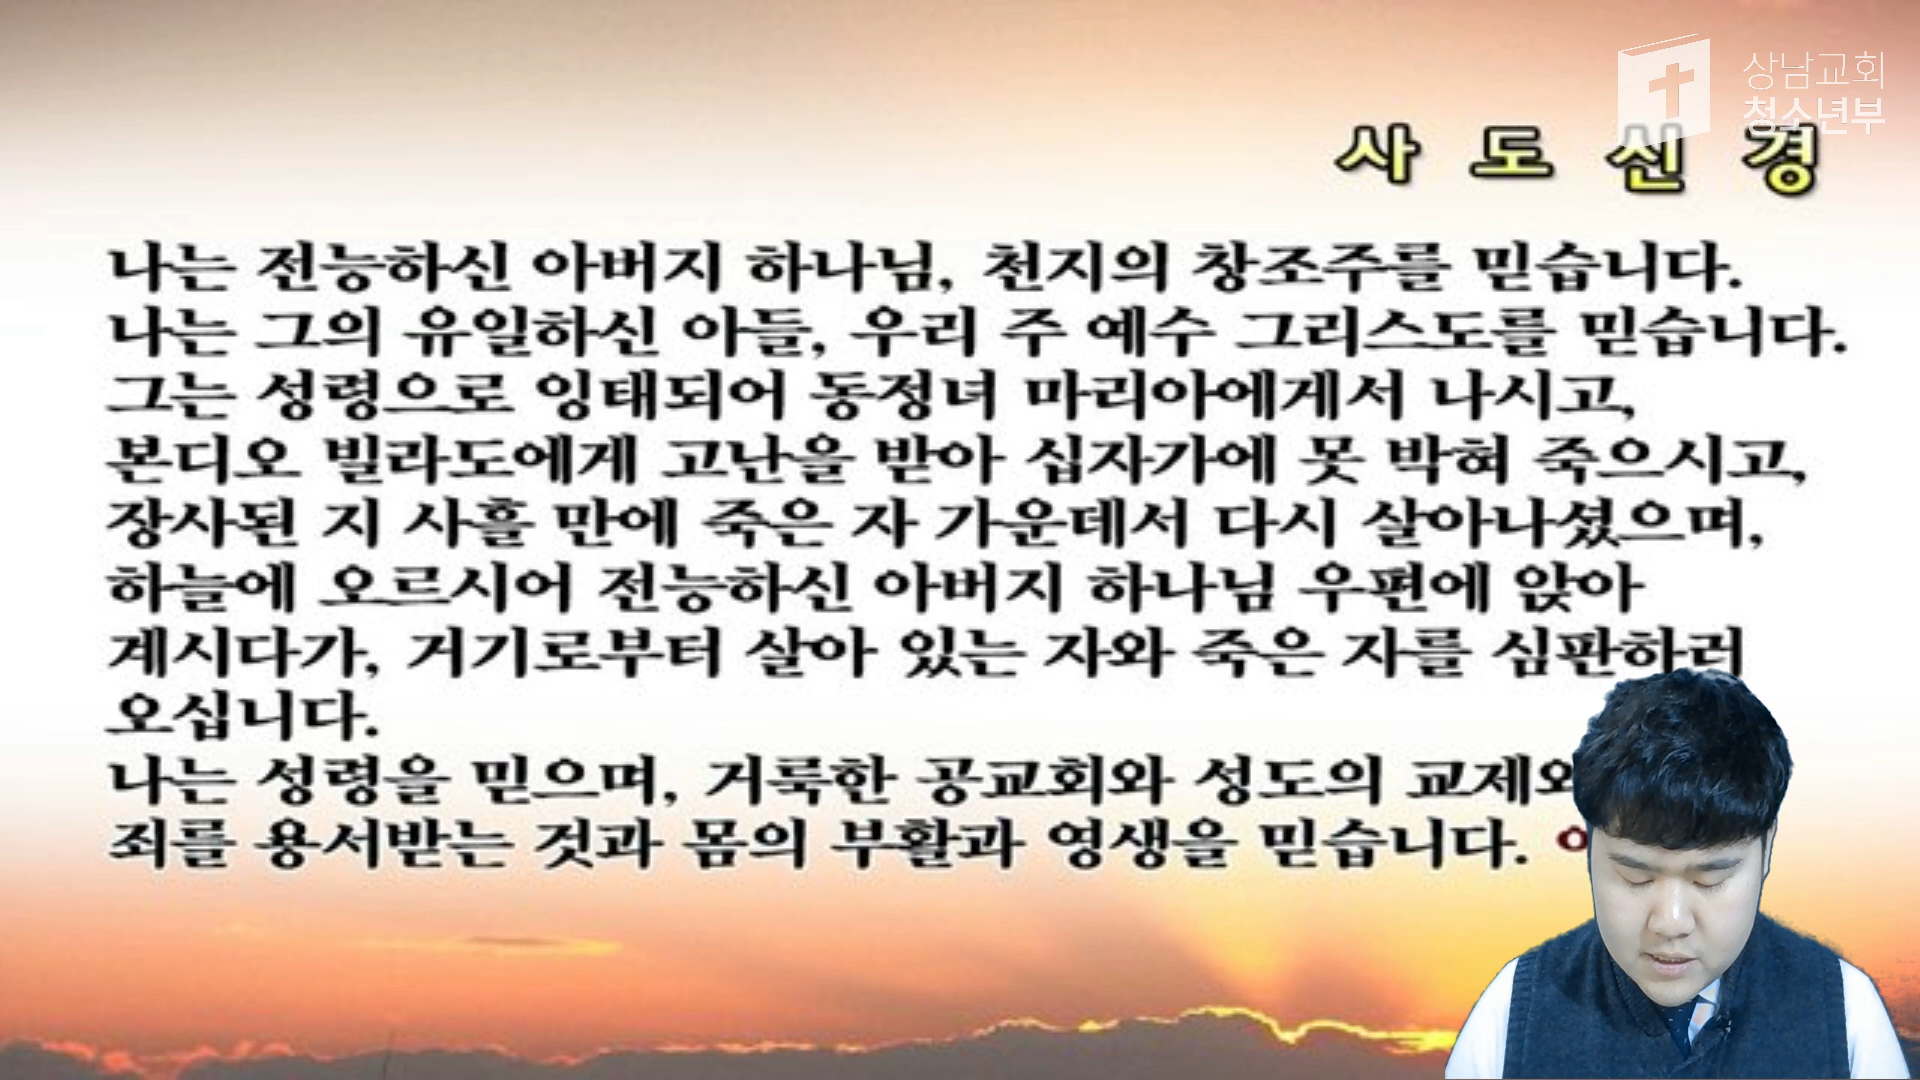 상남교회
청소년부
사 도 신 경
나는 전능하신 아버지 하나님, 천지의 창조주를 믿습니다.
나는 그의 유일하신 아들, 우리 주 예수 그리스도를 믿습니다.
그는 성령으로 잉태되어 동정녀 마리아에게서 나시고,
본디오 빌라도에게 고난을 받아 십자가에 못 박혀 죽으시고,
장사된 지 사흘 만에 죽은 자 가운데서 다시 살아나셨으며,
하늘에 오르시어 전능하신 아버지 하나님 우편에 앉아
계시다가, 거기로부터 살아 있는 자와 죽은 자를 심판하러
오십니다.
나는 성령을 믿으며, 거룩한 공교회와 성도의 교제와
죄를 용서받는 것과 몸의 부활과 영생을 믿습니다.